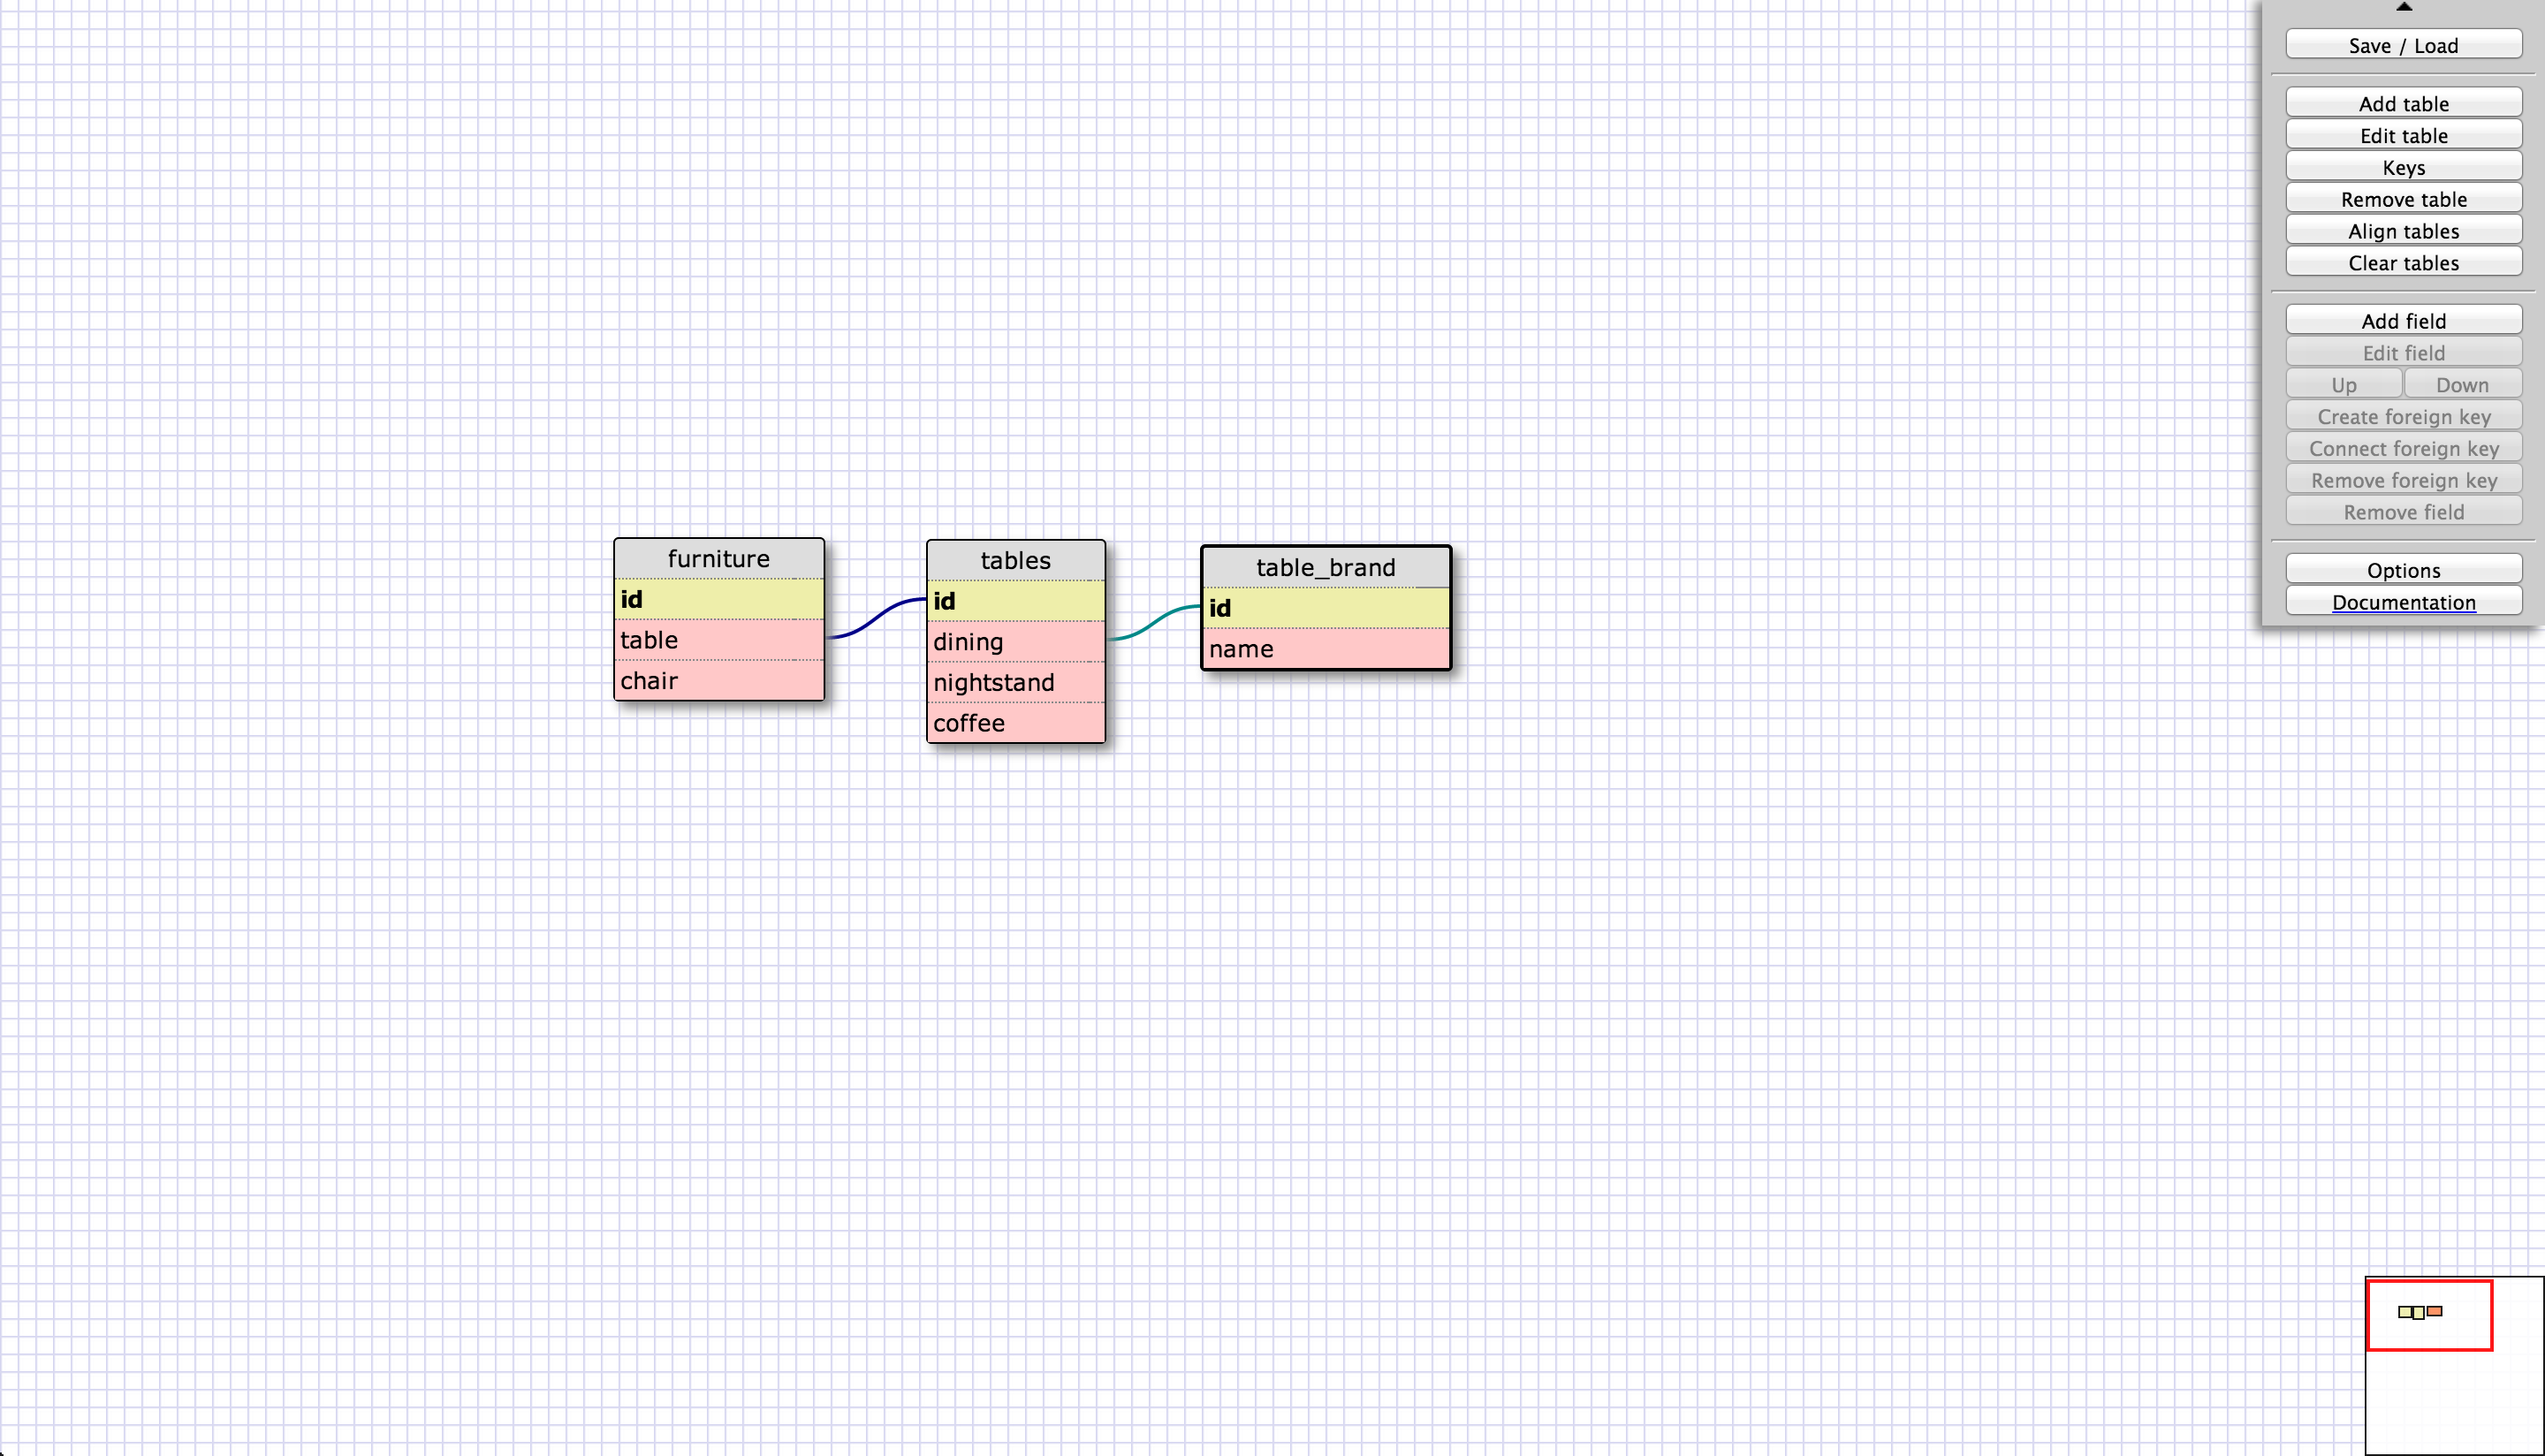 Save / Load
Add table
Edit table
Keys
Remove table
Align tables
Clear tables
Add field
Edit field
Up Down
Create foreign key
Connect foreign key
Remove foreign key
Remove field
Options
Documentation
furniture
id
table
chair
tables
id
dining
nightstand
coffee
table_brand
id
name